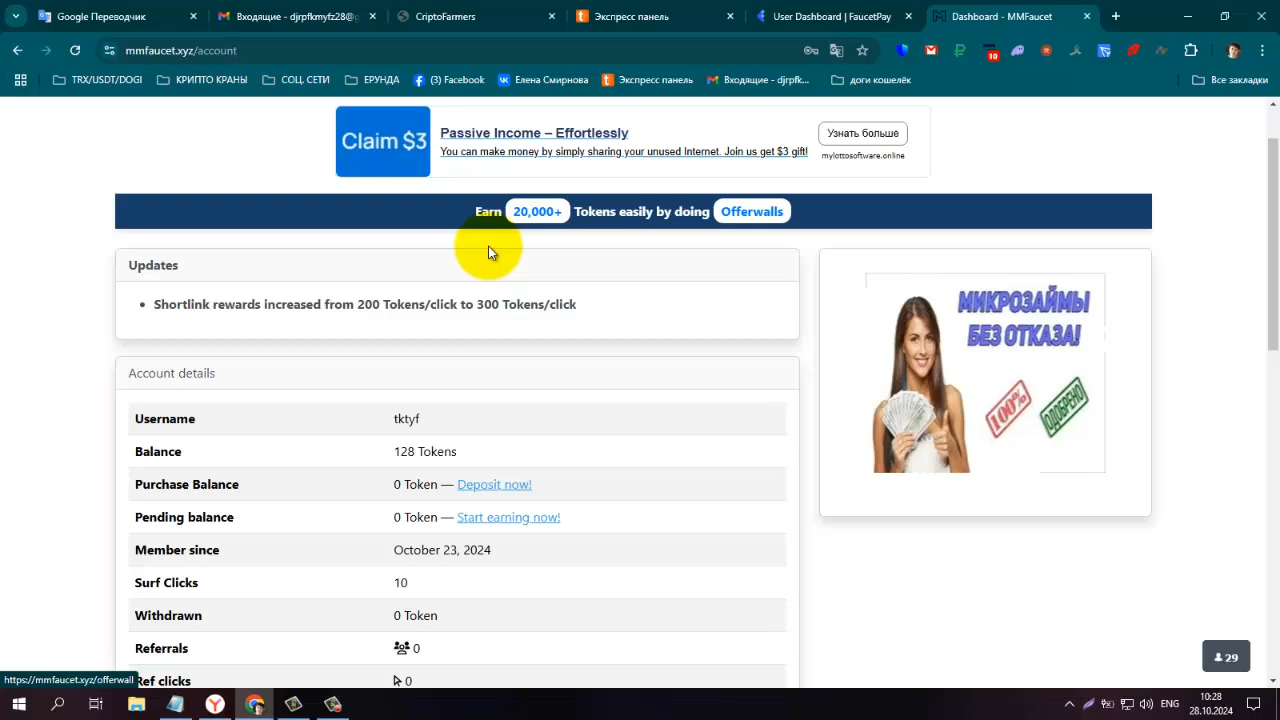 Google Переводчик
Входящие - djrpfkmyfz28@g
CriptoFarmers
Экспресс панель
User Dashboard | FaucetPay
Dashboard - MMFaucet
mmfaucet.xyz/account
10
TRX/USDT/DOGI
КРИПТО КРАНЫ
СОЦ. СЕТИ
ЕРУНДА
(3) Facebook
Елена Смирнова
Экспресс панель
Входящие - djrpfk...
доги кошелёк
Все закладки
Claim $3
Passive Income – Effortlessly
You can make money by simply sharing your unused Internet. Join us get $3 gift!
Узнать больше
mylottosoftware.online
Earn 20,000+ Tokens easily by doing Offerwalls
Updates
• Shortlink rewards increased from 200 Tokens/click to 300 Tokens/click
МИКРОЗАЙМЫ
БЕЗ ОТКАЗА!
100%
ОДОБРЕНО
Account details
Username tktyf
Balance 128 Tokens
Purchase Balance 0 Token — Deposit now!
Pending balance 0 Token — Start earning now!
Member since October 23, 2024
Surf Clicks 10
Withdrawn 0 Token
Referrals 0
Ref clicks 0
29
https://mmfaucet.xyz/offerwall
ENG
10:28
28.10.2024